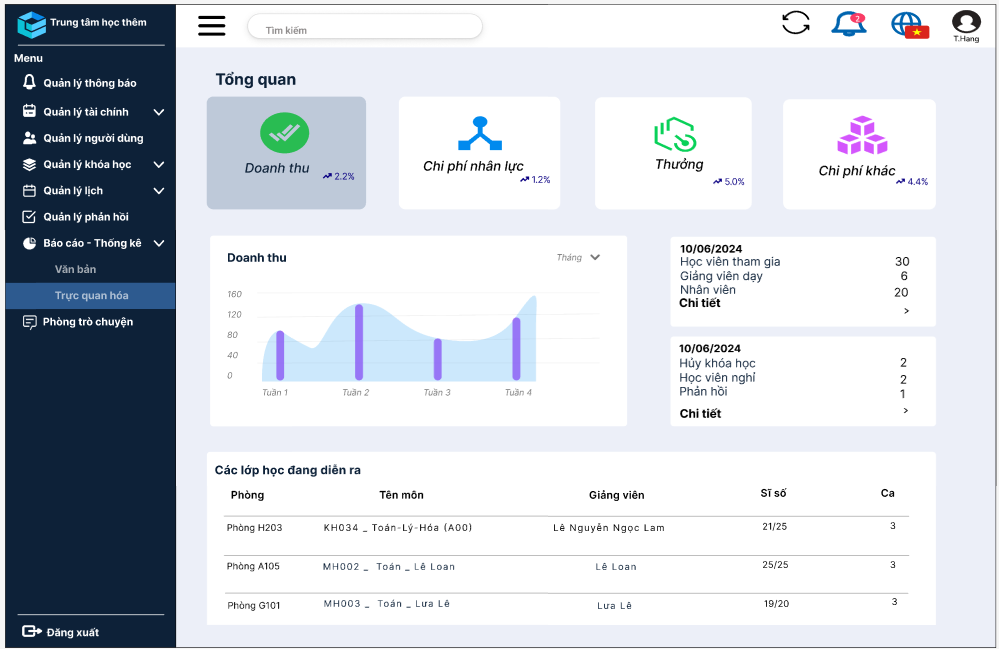 Trung tâm học thêm
Menu
Quản lý thông báo
Quản lý tài chính
Quản lý người dùng
Quản lý khóa học
Quản lý lịch
Quản lý phản hồi
Báo cáo - Thống kê
Văn bản
Trực quan hóa
Phòng trò chuyện
Đăng xuất
Tìm kiếm
2
T.Hạng
Tổng quan
Doanh thu
2.2%
Chi phí nhân lực
1.2%
Thưởng
5.0%
Chi phí khác
4.4%
Doanh thu
Tháng
160
120
80
40
0
Tuần 1 Tuần 2 Tuần 3 Tuần 4
10/06/2024
Học viên tham gia 30
Giảng viên dạy 6
Nhân viên 20
Chi tiết >
10/06/2024
Hủy khóa học 2
Học viên nghỉ 2
Phản hồi 1
Chi tiết >
Các lớp học đang diễn ra
Phòng Tên môn Giảng viên Sĩ số Ca
Phòng H203 KH034 _ Toán-Lý-Hóa (A00) Lê Nguyễn Ngọc Lam 21/25 3
Phòng A105 MH002 _ Toán _ Lê Loan Lê Loan 25/25 3
Phòng G101 MH003 _ Toán _ Lưa Lê Lưa Lê 19/20 3